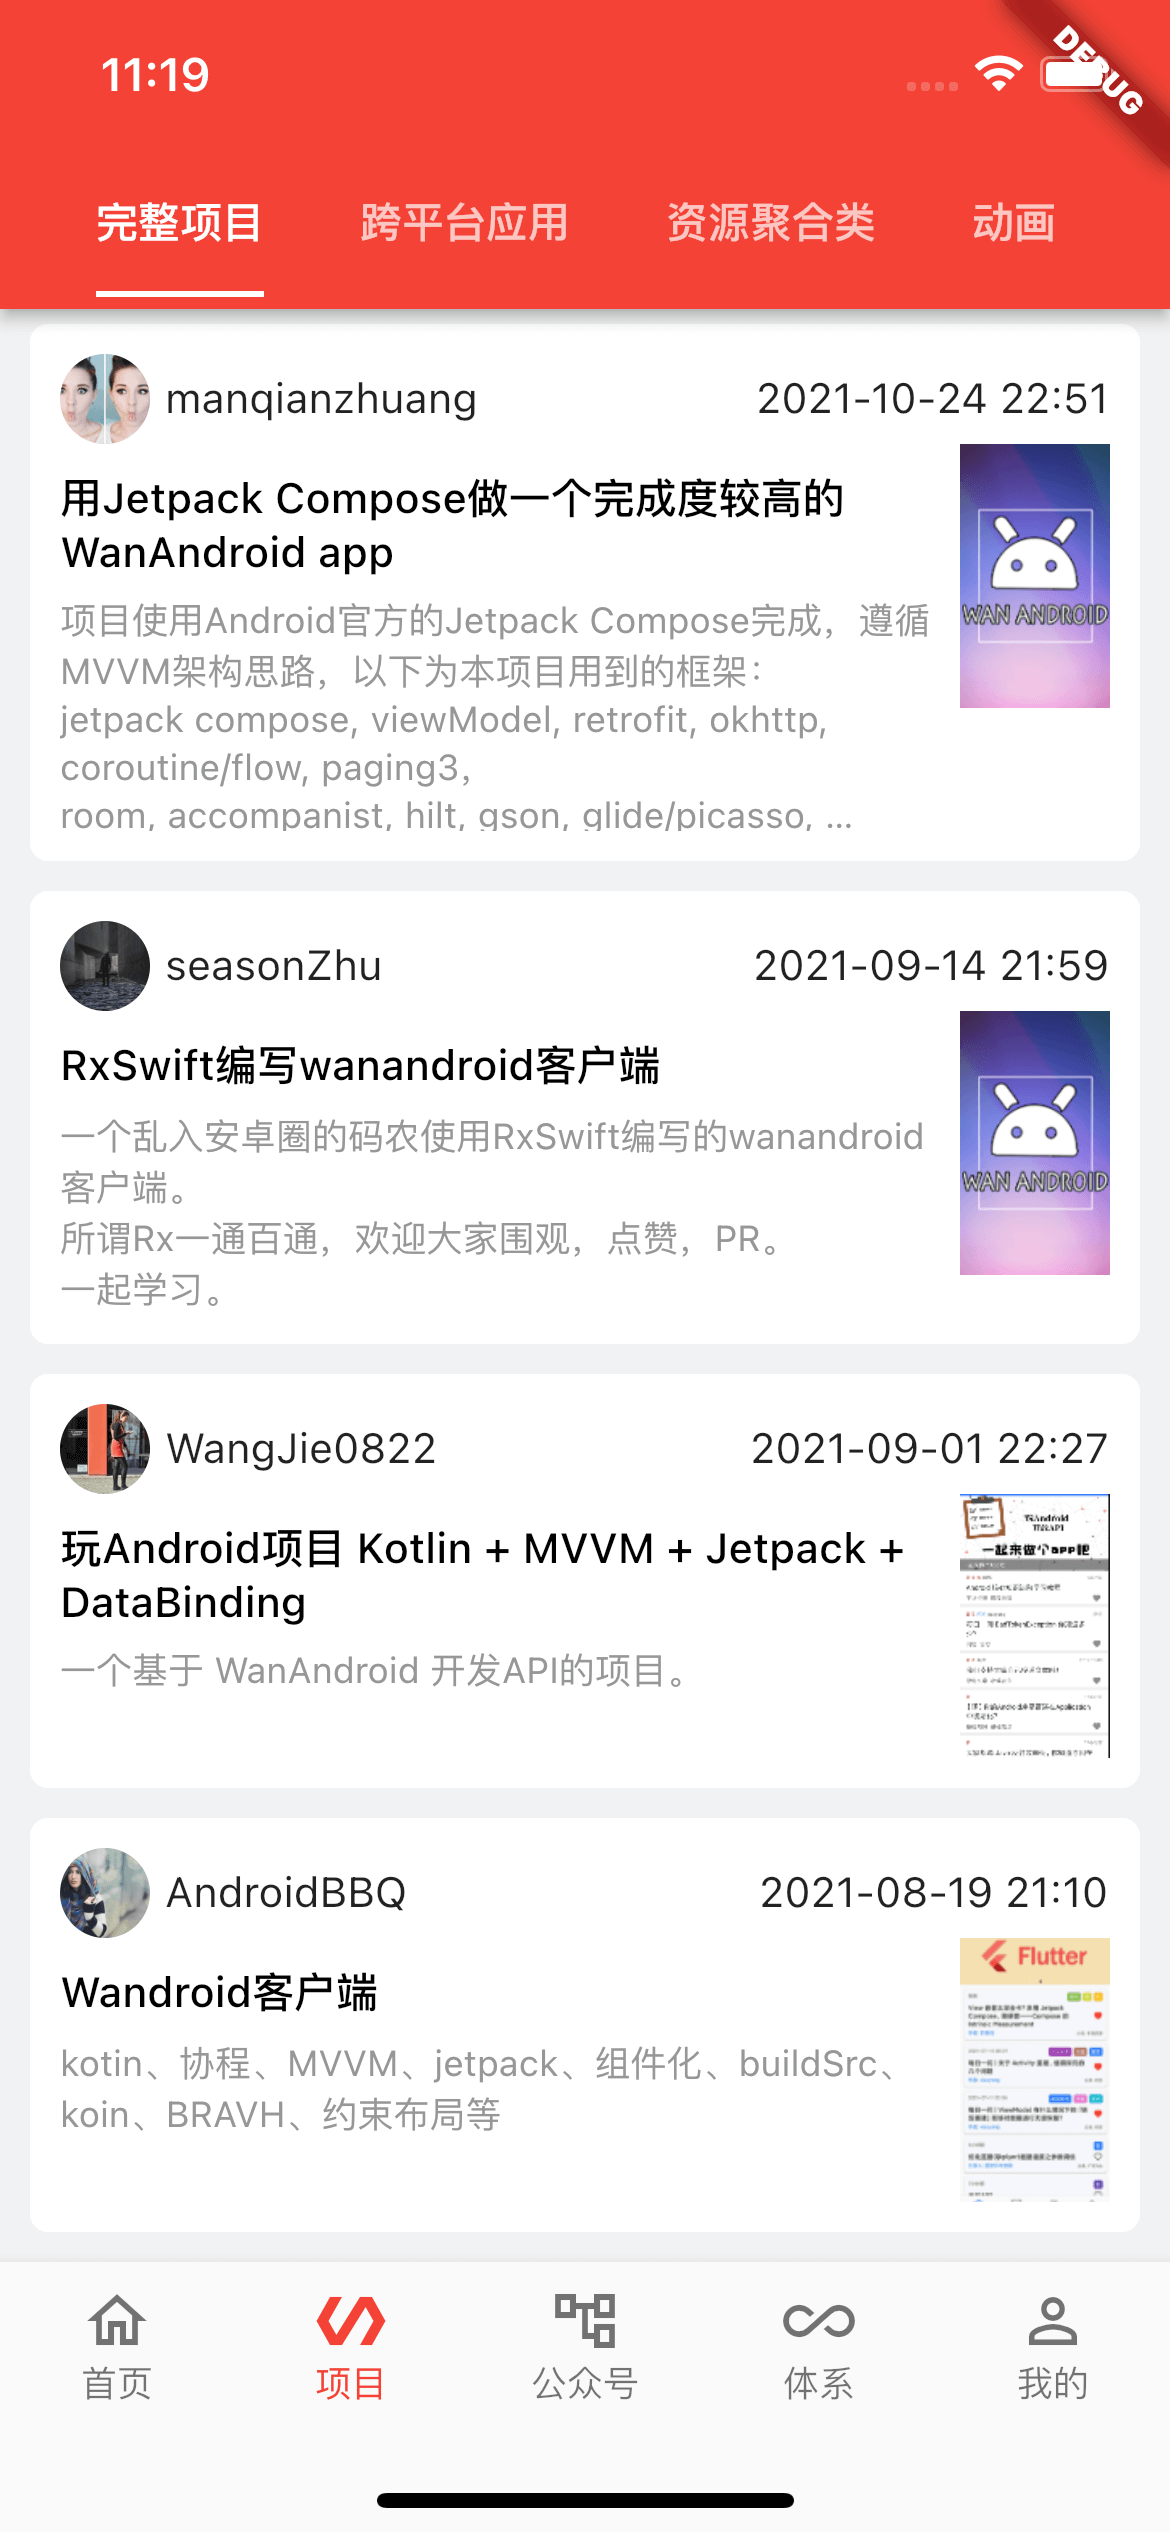 11:19
DEBUG
完整项目 跨平台应用 资源聚合类 动画
manqianzhuang 2021-10-24 22:51
用Jetpack Compose做一个完成度较高的
WanAndroid app
项目使用Android官方的Jetpack Compose完成，遵循
MVVM架构思路，以下为本项目用到的框架：
jetpack compose, viewModel, retrofit, okhttp,
coroutine/flow, paging3，
room, accompanist, hilt, gson, glide/picasso, ...
WAN ANDROID
seasonZhu 2021-09-14 21:59
RxSwift编写wanandroid客户端
一个乱入安卓圈的码农使用RxSwift编写的wanandroid
客户端。
所谓Rx一通百通，欢迎大家围观，点赞，PR。
一起学习。
WAN ANDROID
WangJie0822 2021-09-01 22:27
玩Android项目 Kotlin + MVVM + Jetpack +
DataBinding
一个基于 WanAndroid 开发API的项目。
玩Android
开放API
一起来做个app吧
AndroidBBQ 2021-08-19 21:10
Wandroid客户端
kotin、协程、MVVM、jetpack、组件化、buildSrc、
koin、BRAVH、约束布局等
Flutter
首页 项目 公众号 体系 我的